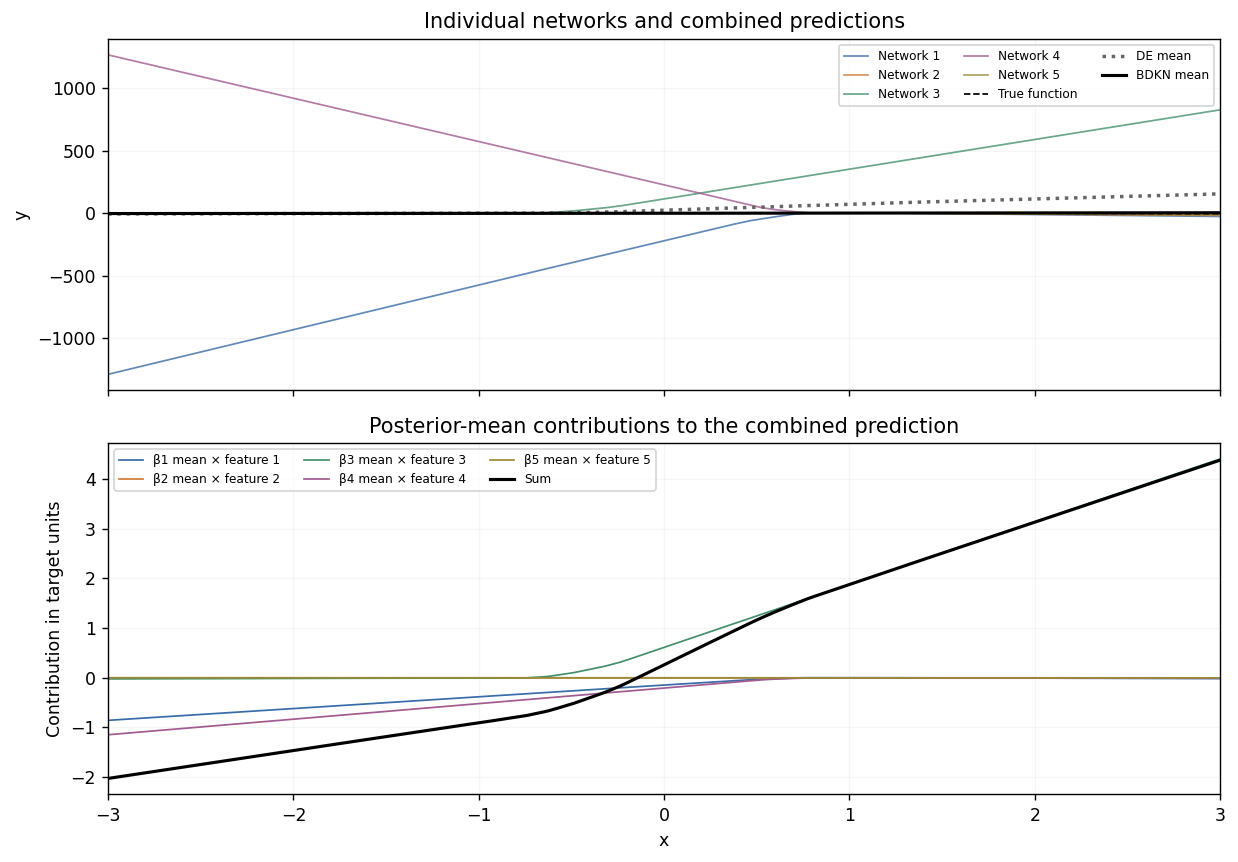 Individual networks and combined predictions
Network 1
Network 2
Network 3
Network 4
Network 5
True function
DE mean
BDKN mean
1000
500
0
−500
−1000
y
Posterior-mean contributions to the combined prediction
β1 mean × feature 1
β2 mean × feature 2
β3 mean × feature 3
β4 mean × feature 4
β5 mean × feature 5
Sum
4
3
2
1
0
−1
−2
Contribution in target units
−3 −2 −1 0 1 2 3
x